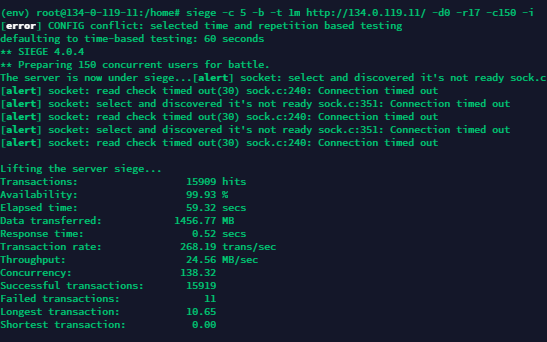 (env) root@134-0-119-11:/home# siege -c 5 -b -t 1m http://134.0.119.11/ -d0 -r17 -c150 -i
[error] CONFIG conflict: selected time and repetition based testing
defaulting to time-based testing: 60 seconds
** SIEGE 4.0.4
** Preparing 150 concurrent users for battle.
The server is now under siege...[alert] socket: select and discovered it's not ready sock.c
[alert] socket: read check timed out(30) sock.c:240: Connection timed out
[alert] socket: select and discovered it's not ready sock.c:351: Connection timed out
[alert] socket: read check timed out(30) sock.c:240: Connection timed out
[alert] socket: select and discovered it's not ready sock.c:351: Connection timed out
[alert] socket: read check timed out(30) sock.c:240: Connection timed out
Lifting the server siege...
Transactions: 15909 hits
Availability: 99.93 %
Elapsed time: 59.32 secs
Data transferred: 1456.77 MB
Response time: 0.52 secs
Transaction rate: 268.19 trans/sec
Throughput: 24.56 MB/sec
Concurrency: 138.32
Successful transactions: 15919
Failed transactions: 11
Longest transaction: 10.65
Shortest transaction: 0.00